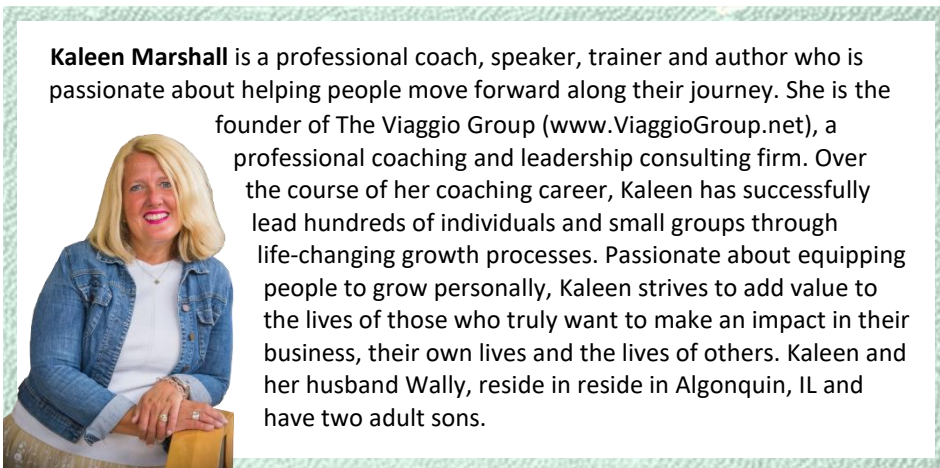 Kaleen Marshall is a professional coach, speaker, trainer and author who is
passionate about helping people move forward along their journey. She is the
founder of The Viaggio Group (www.ViaggioGroup.net), a
professional coaching and leadership consulting firm. Over
the course of her coaching career, Kaleen has successfully
lead hundreds of individuals and small groups through
life-changing growth processes. Passionate about equipping
people to grow personally, Kaleen strives to add value to
the lives of those who truly want to make an impact in their
business, their own lives and the lives of others. Kaleen and
her husband Wally, reside in reside in Algonquin, IL and
have two adult sons.